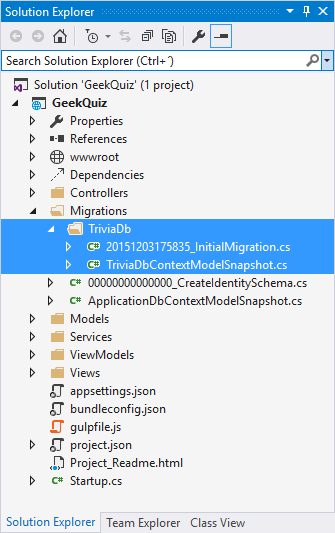 Solution Explorer
Search Solution Explorer (Ctrl+´)
Solution 'GeekQuiz' (1 project)
GeekQuiz
Properties
References
wwwroot
Dependencies
Controllers
Migrations
TriviaDb
20151203175835_InitialMigration.cs
TriviaDbContextModelSnapshot.cs
00000000000000_CreateIdentitySchema.cs
ApplicationDbContextModelSnapshot.cs
Models
Services
ViewModels
Views
appsettings.json
bundleconfig.json
gulpfile.js
project.json
Project_Readme.html
Startup.cs
Solution Explorer Team Explorer Class View